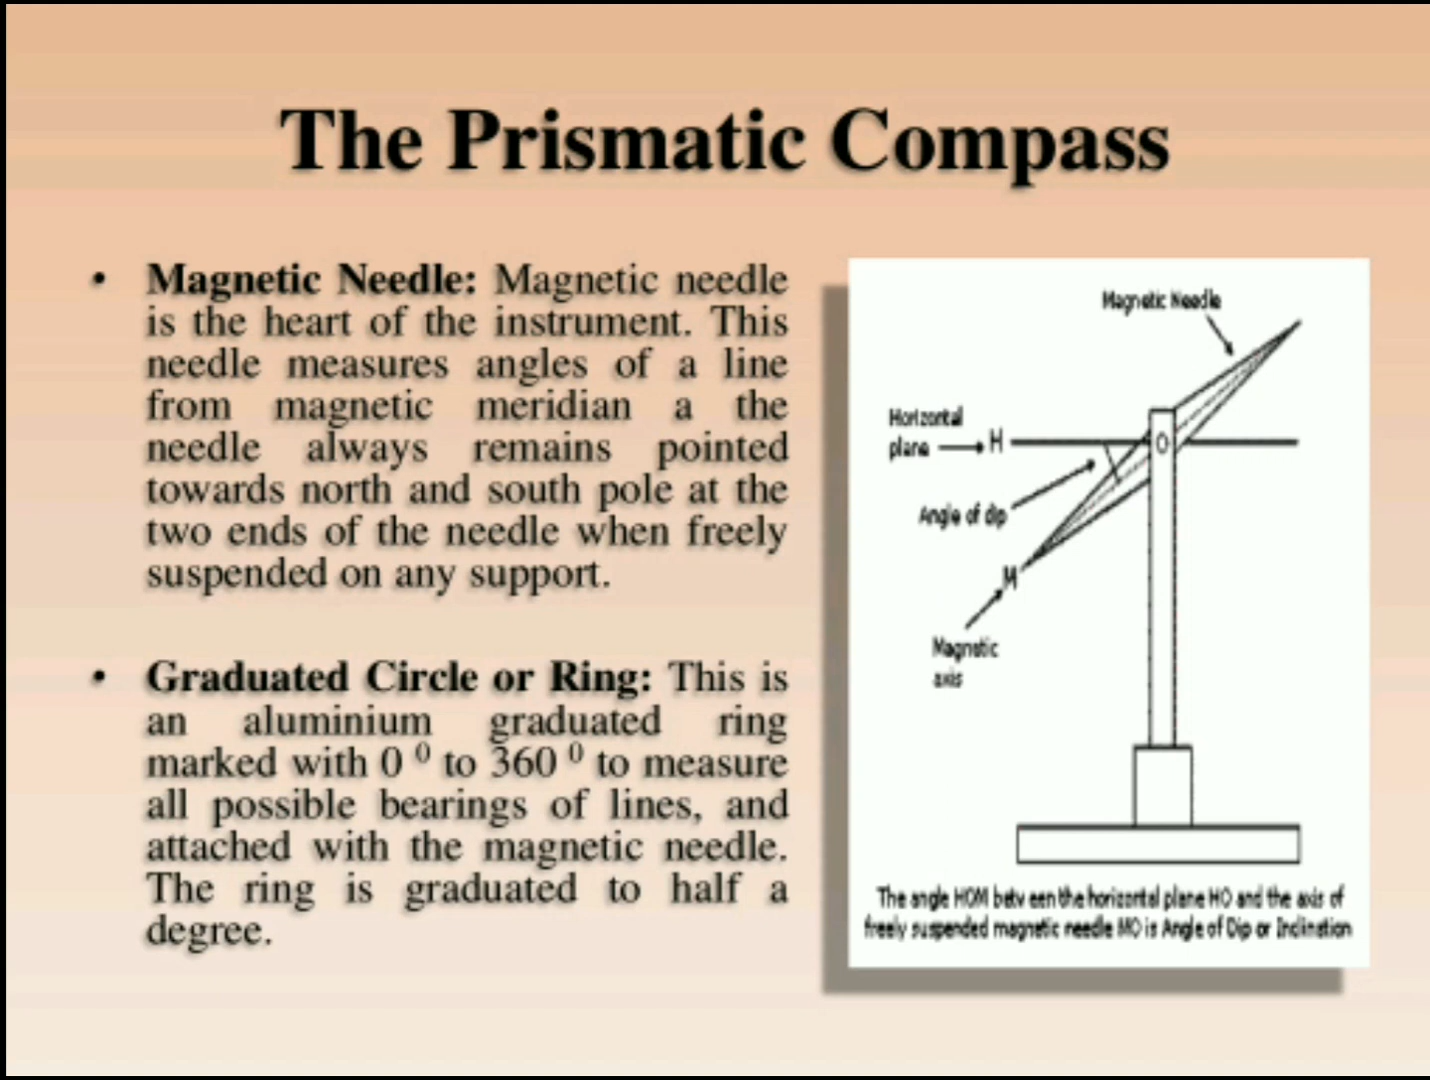 The Prismatic Compass
• Magnetic Needle: Magnetic needle
is the heart of the instrument. This
needle measures angles of a line
from magnetic meridian a the
needle always remains pointed
towards north and south pole at the
two ends of the needle when freely
suspended on any support.
• Graduated Circle or Ring: This is
an aluminium graduated ring
marked with 0 ⁰ to 360 ⁰ to measure
all possible bearings of lines, and
attached with the magnetic needle.
The ring is graduated to half a
degree.
Magnetic Needle
Horizontal
plane
H
O
Angle of dip
M
Magnetic
axis
The angle HOM betv een the horizontal plane HO and the axis of
freely suspended magnetic needle MO is Angle of Dip or Inclination